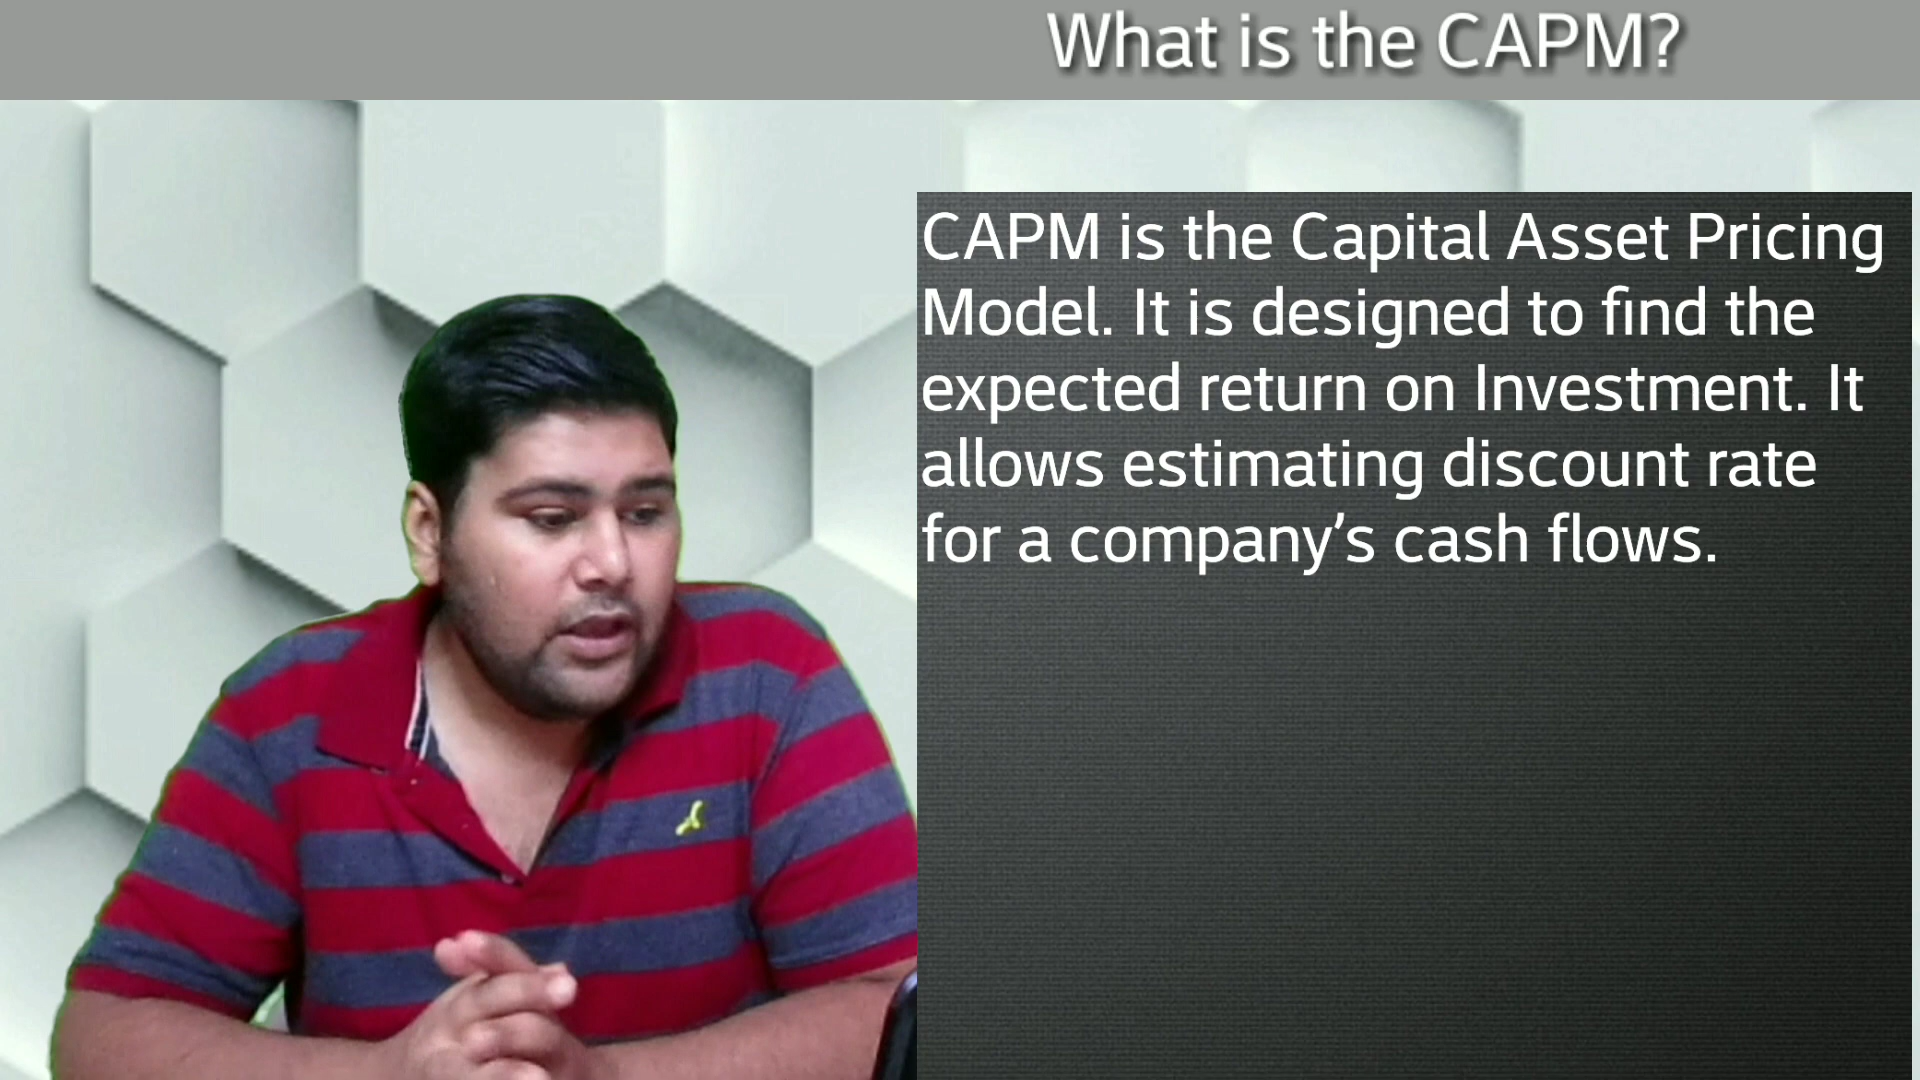 What is the CAPM?
CAPM is the Capital Asset Pricing
Model. It is designed to find the
expected return on Investment. It
allows estimating discount rate
for a company’s cash flows.